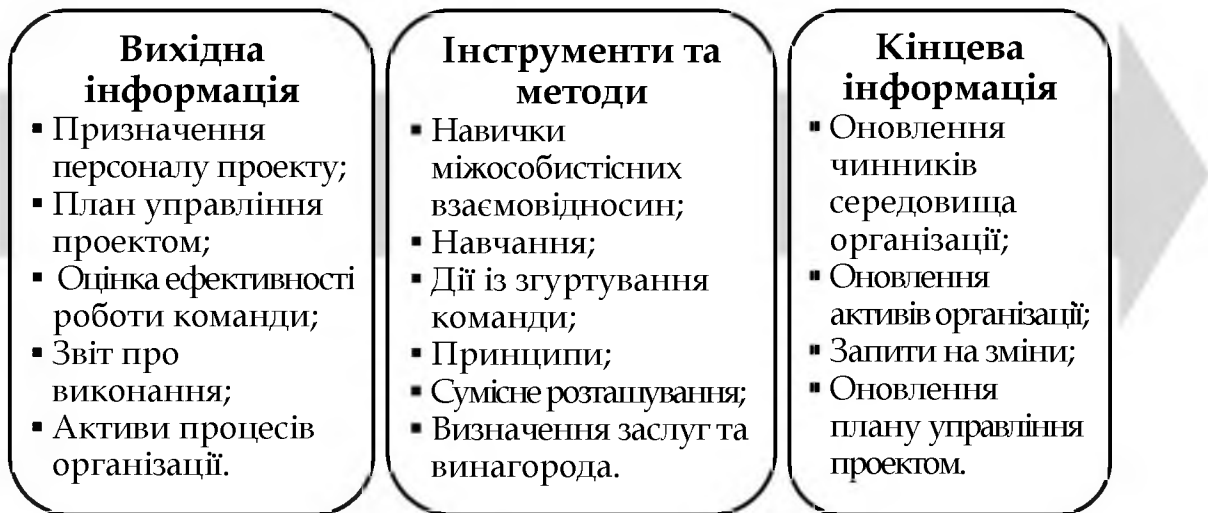 Вихідна
інформація
▪ Призначення
персоналу проекту;
▪ План управління
проектом;
▪ Оцінка ефективності
роботи команди;
▪ Звіт про
виконання;
▪ Активи процесів
організації.
Інструменти та
методи
▪ Навички
міжособистісних
взаємовідносин;
▪ Навчання;
▪ Дії із згуртування
команди;
▪ Принципи;
▪ Сумісне розташування;
▪ Визначення заслуг та
винагорода.
Кінцева
інформація
▪ Оновлення
чинників
середовища
організації;
▪ Оновлення
активів організації;
▪ Запити на зміни;
▪ Оновлення
плану управління
проектом.